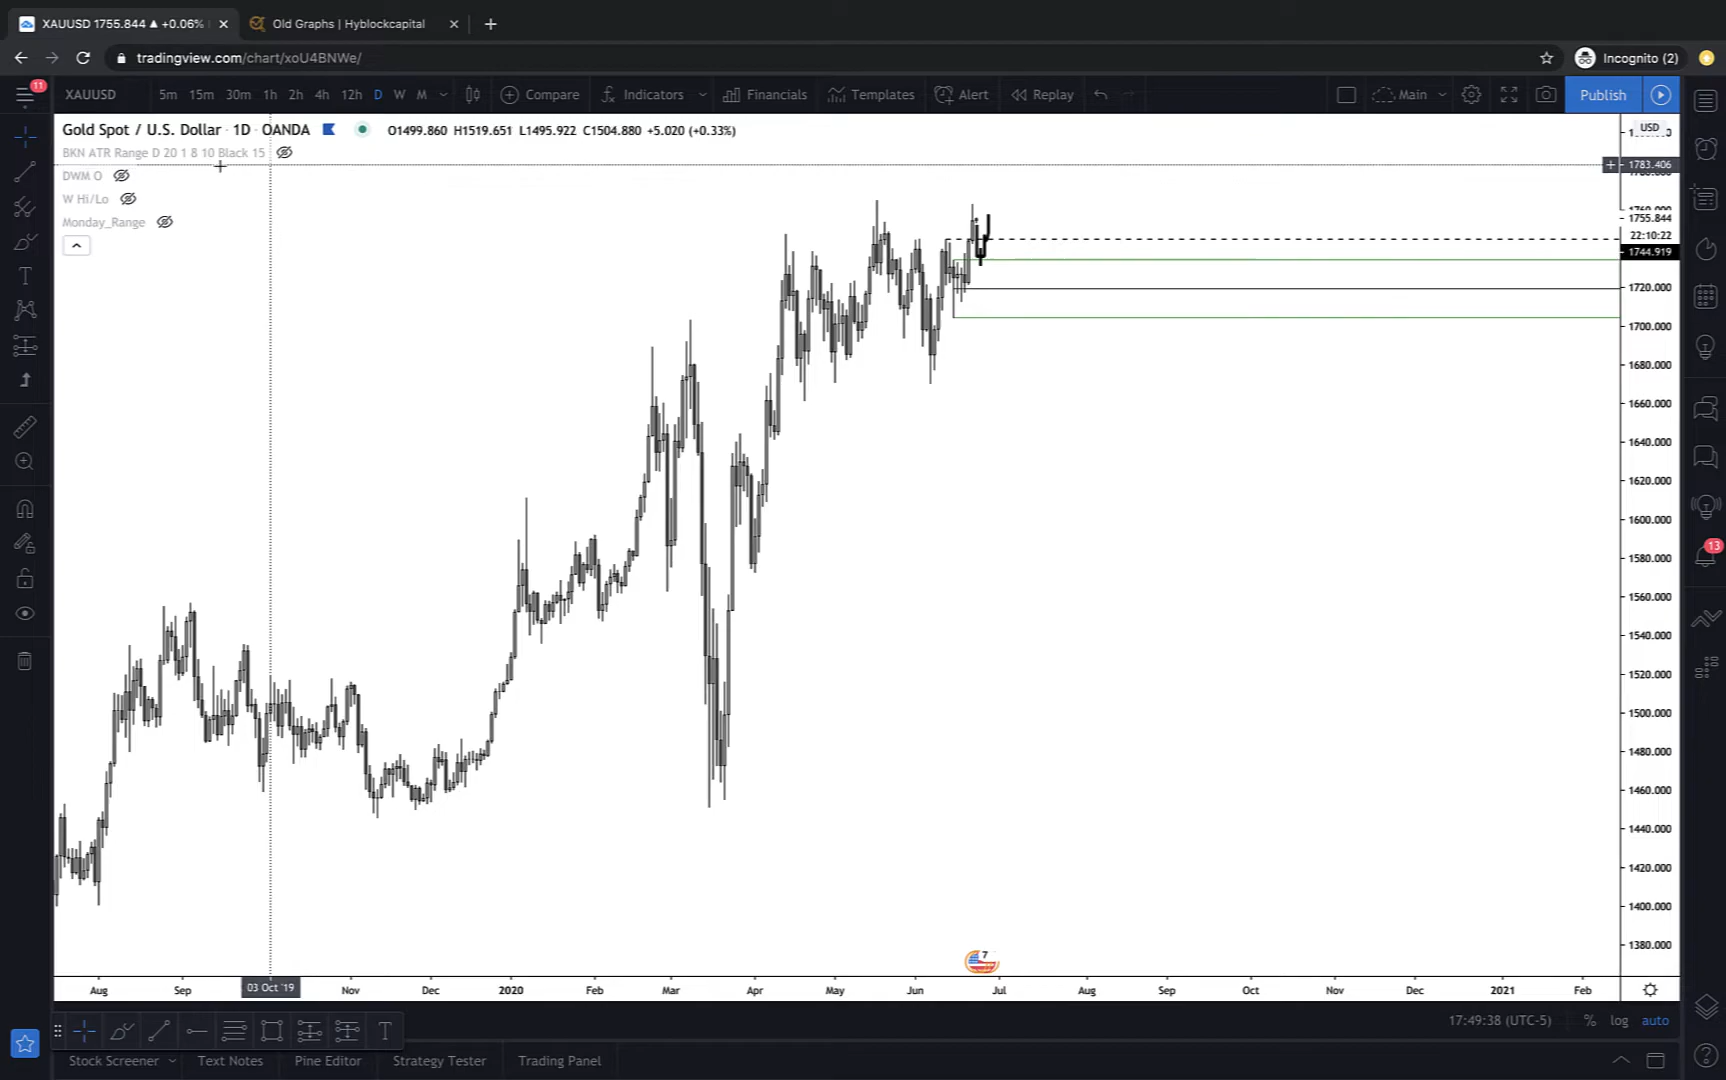 XAUUSD 1755.844 ▲ +0.06%
Old Graphs | Hyblockcapital
tradingview.com/chart/xoU4BNWe/
Incognito (2)
11
XAUUSD 5m 15m 30m 1h 2h 4h 12h D W M Compare Indicators Financials Templates Alert Replay Main Publish
Gold Spot / U.S. Dollar · 1D · OANDA O1499.860 H1519.651 L1495.922 C1504.880 +5.020 (+0.33%)
BKN ATR Range D 20 1 8 10 Black 15
DWM O
W Hi/Lo
Monday_Range
USD
1783.406
1755.844
22:10:22
1744.919
1720.000
1700.000
1680.000
1660.000
1640.000
1620.000
1600.000
1580.000
1560.000
1540.000
1520.000
1500.000
1480.000
1460.000
1440.000
1420.000
1400.000
1380.000
13
7
Aug Sep 03 Oct '19 Nov Dec 2020 Feb Mar Apr May Jun Jul Aug Sep Oct Nov Dec 2021 Feb
17:49:38 (UTC-5) % log auto
Stock Screener Text Notes Pine Editor Strategy Tester Trading Panel